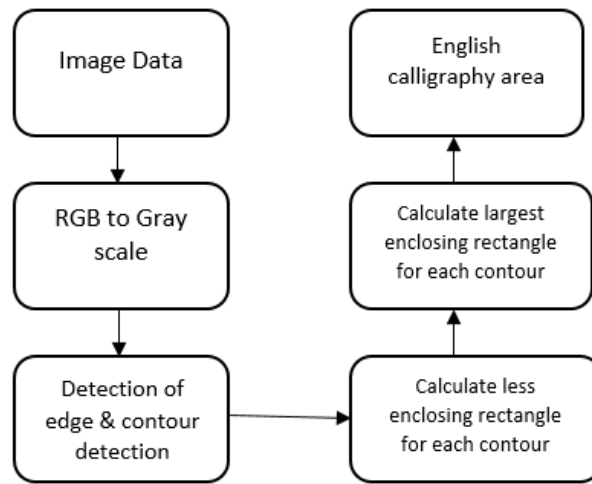 Image Data
RGB to Gray
scale
Detection of
edge & contour
detection
Calculate less
enclosing rectangle
for each contour
Calculate largest
enclosing rectangle
for each contour
English
calligraphy area